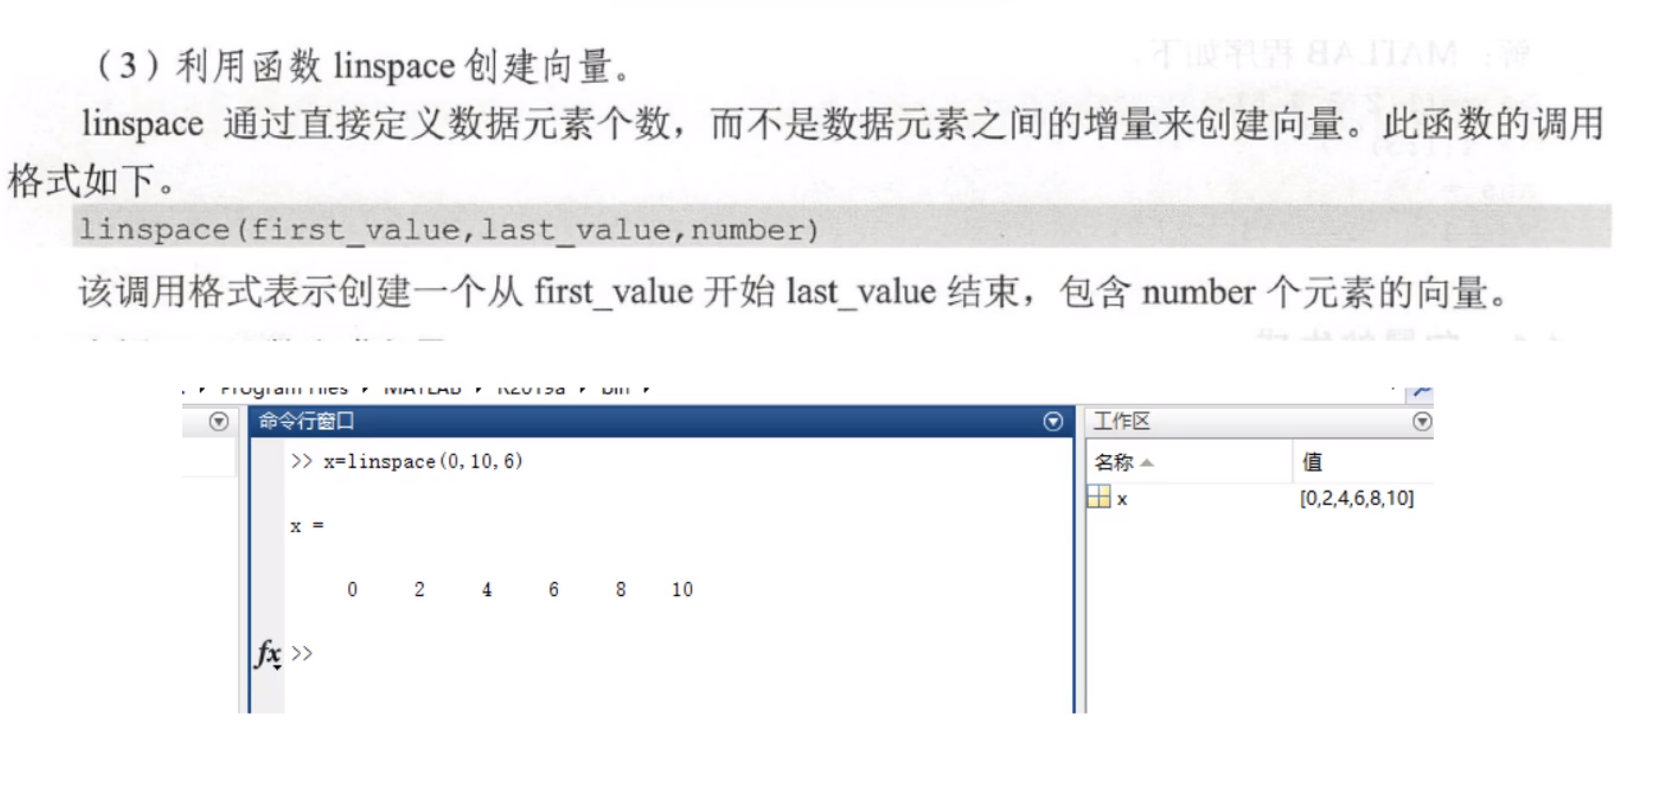 （3）利用函数 linspace 创建向量。
linspace 通过直接定义数据元素个数，而不是数据元素之间的增量来创建向量。此函数的调用
格式如下。
linspace(first_value,last_value,number)
该调用格式表示创建一个从 first_value 开始 last_value 结束，包含 number 个元素的向量。
Program Files ▸ MATLAB ▸ R2019a ▸ bin ▸
命令行窗口
工作区
>> x=linspace(0,10,6)
名称
值
x
[0,2,4,6,8,10]
x =
0 2 4 6 8 10
fx >>